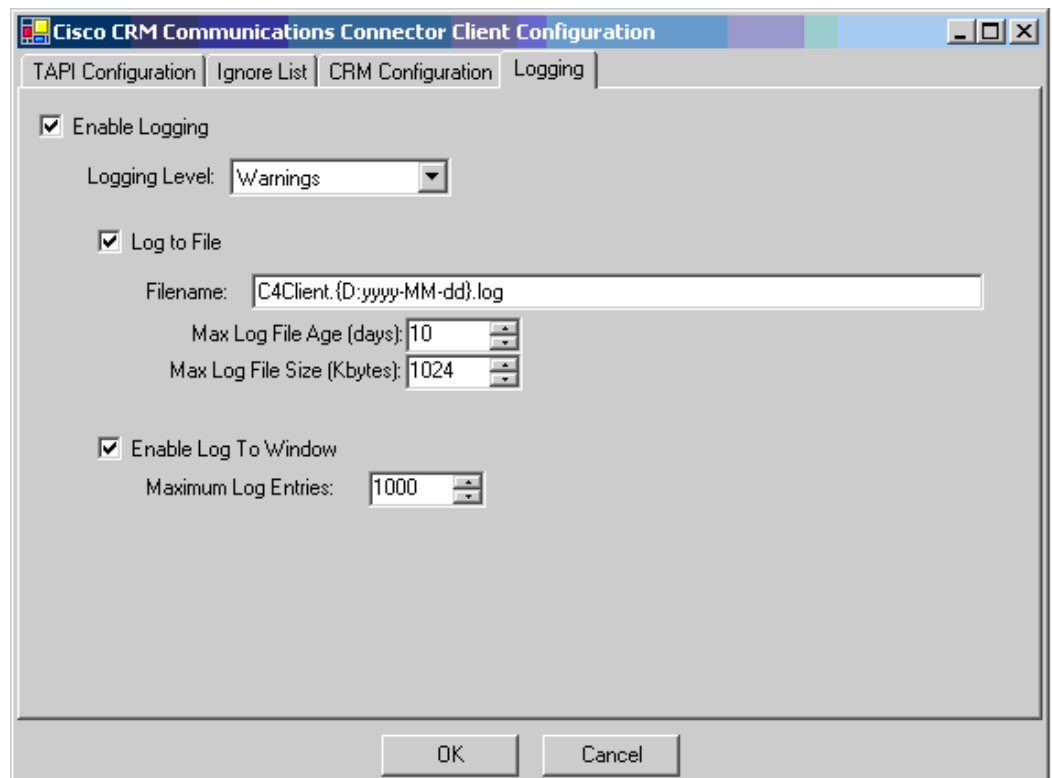 Cisco CRM Communications Connector Client Configuration
TAPI Configuration Ignore List CRM Configuration Logging
Enable Logging
Logging Level: Warnings
Log to File
Filename: C4Client.{D:yyyy-MM-dd}.log
Max Log File Age (days): 10
Max Log File Size (Kbytes): 1024
Enable Log To Window
Maximum Log Entries: 1000
OK Cancel